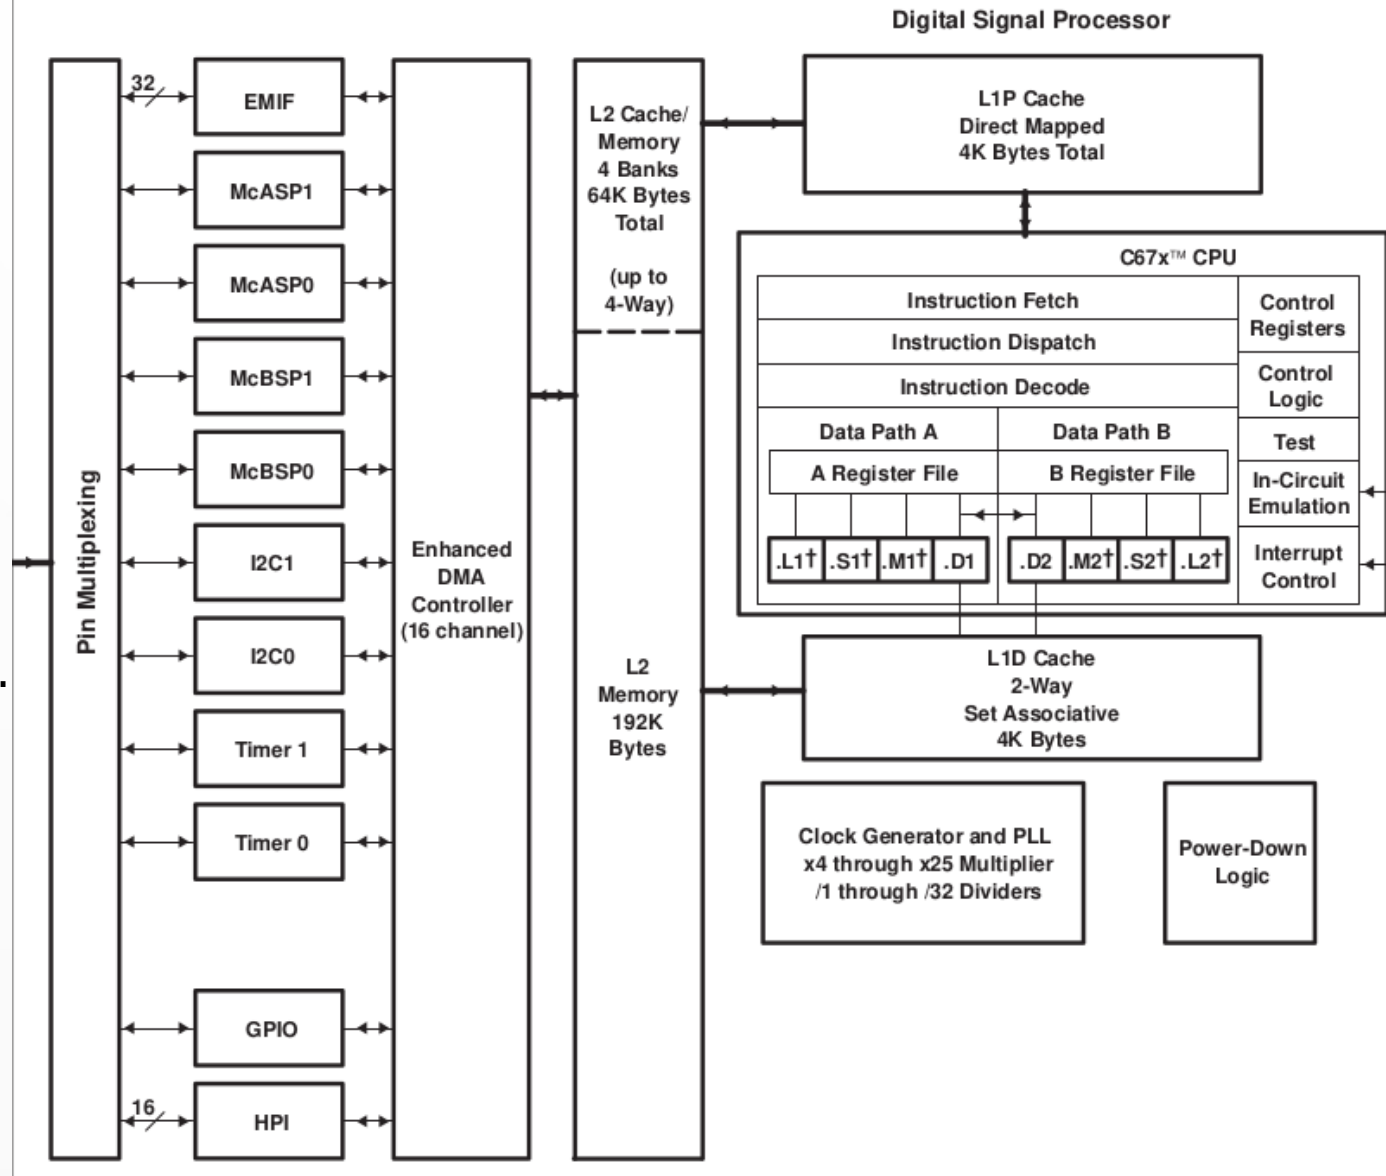 Digital Signal Processor
Pin Multiplexing
32
EMIF
McASP1
McASP0
McBSP1
McBSP0
I2C1
I2C0
Timer 1
Timer 0
GPIO
16
HPI
Enhanced
DMA
Controller
(16 channel)
L2 Cache/
Memory
4 Banks
64K Bytes
Total
(up to
4-Way)
L2
Memory
192K
Bytes
L1P Cache
Direct Mapped
4K Bytes Total
C67x™ CPU
Instruction Fetch
Instruction Dispatch
Instruction Decode
Data Path A
Data Path B
A Register File
B Register File
.L1† .S1† .M1† .D1
.D2 .M2† .S2† .L2†
Control
Registers
Control
Logic
Test
In-Circuit
Emulation
Interrupt
Control
L1D Cache
2-Way
Set Associative
4K Bytes
Clock Generator and PLL
x4 through x25 Multiplier
/1 through /32 Dividers
Power-Down
Logic